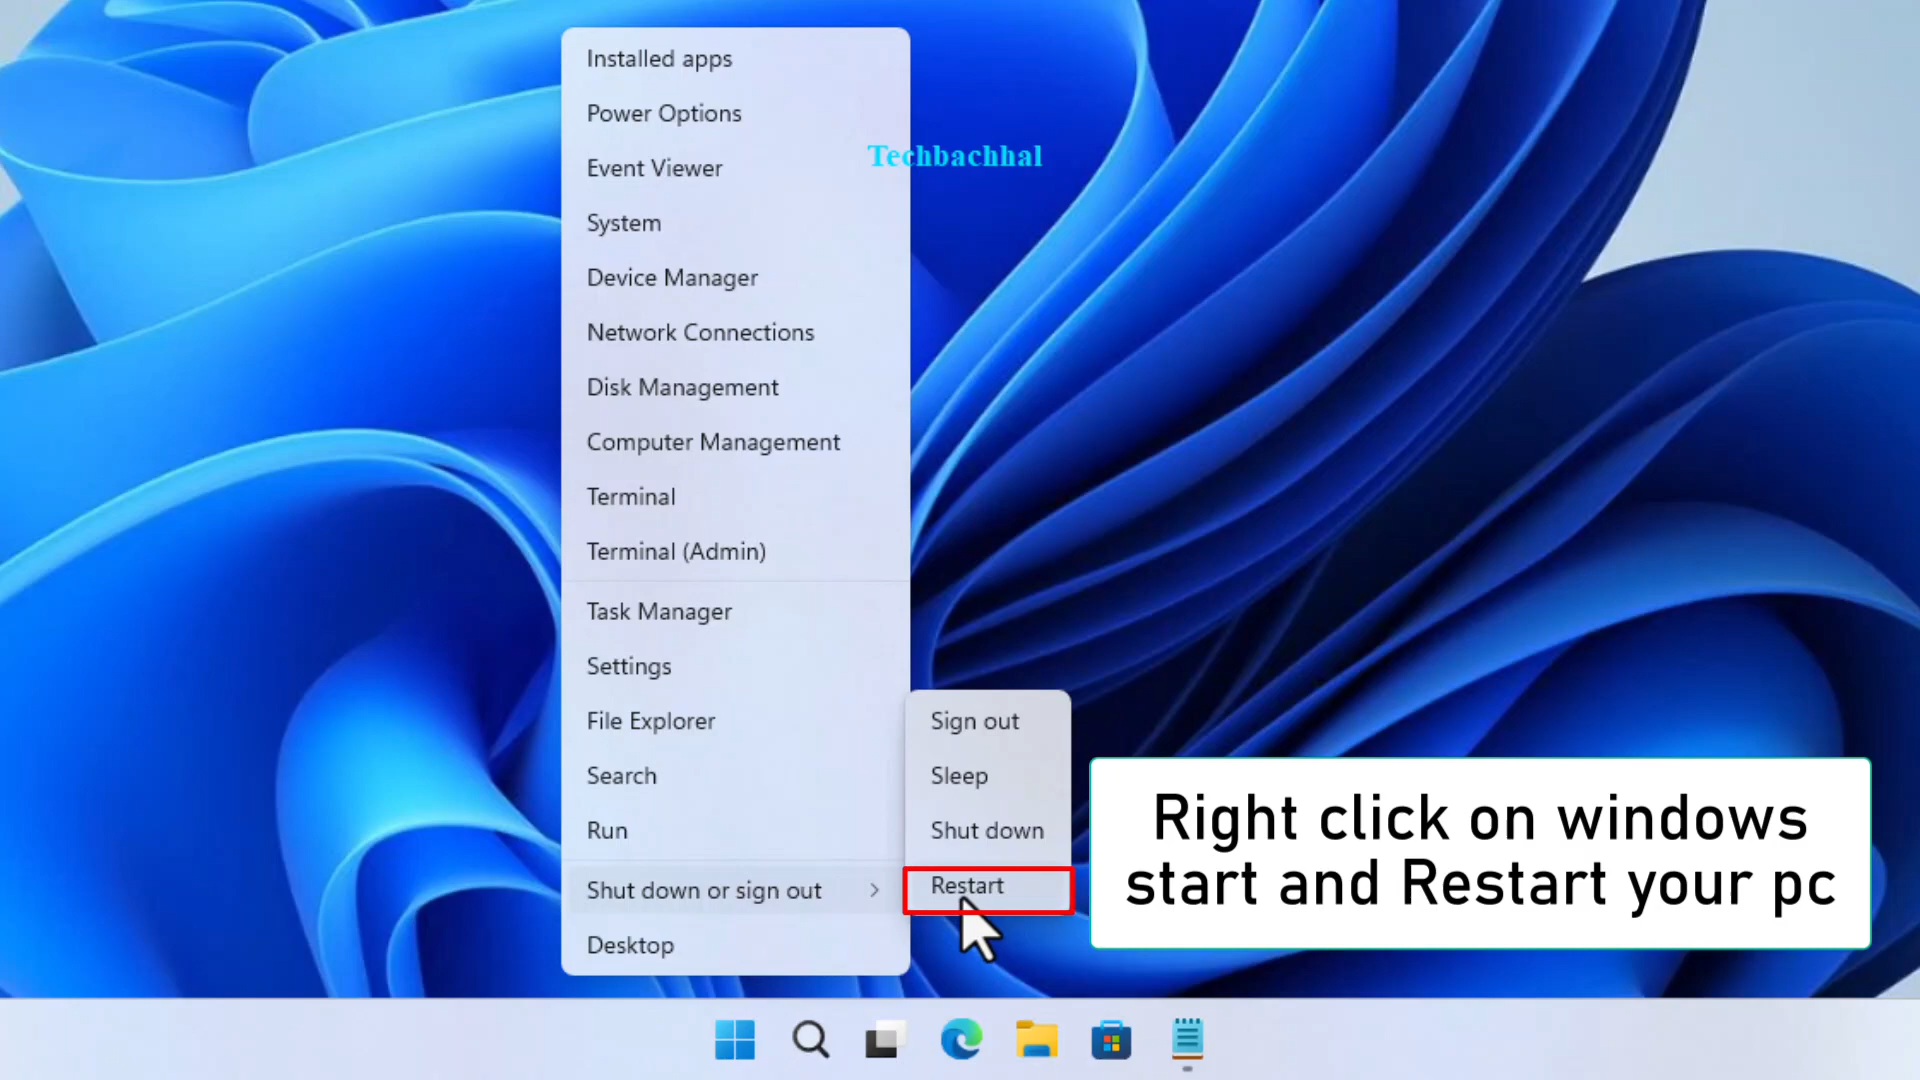 Installed apps
Power Options
Techbachhal
Event Viewer
System
Device Manager
Network Connections
Disk Management
Computer Management
Terminal
Terminal (Admin)
Task Manager
Settings
File Explorer
Search
Run
Shut down or sign out
Desktop
Sign out
Sleep
Shut down
Restart
Right click on windows
start and Restart your pc